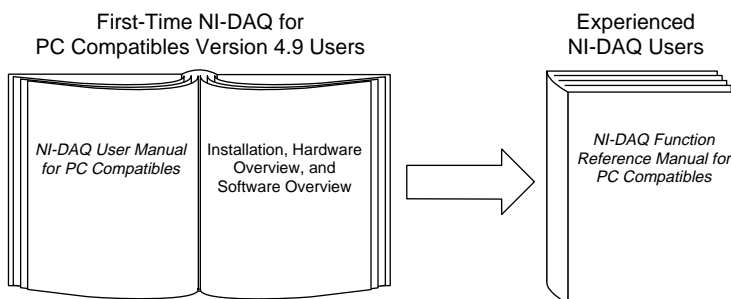 First-Time NI-DAQ for
PC Compatibles Version 4.9 Users
Experienced
NI-DAQ Users
NI-DAQ User Manual
for PC Compatibles
Installation, Hardware
Overview, and
Software Overview
NI-DAQ Function
Reference Manual for
PC Compatibles